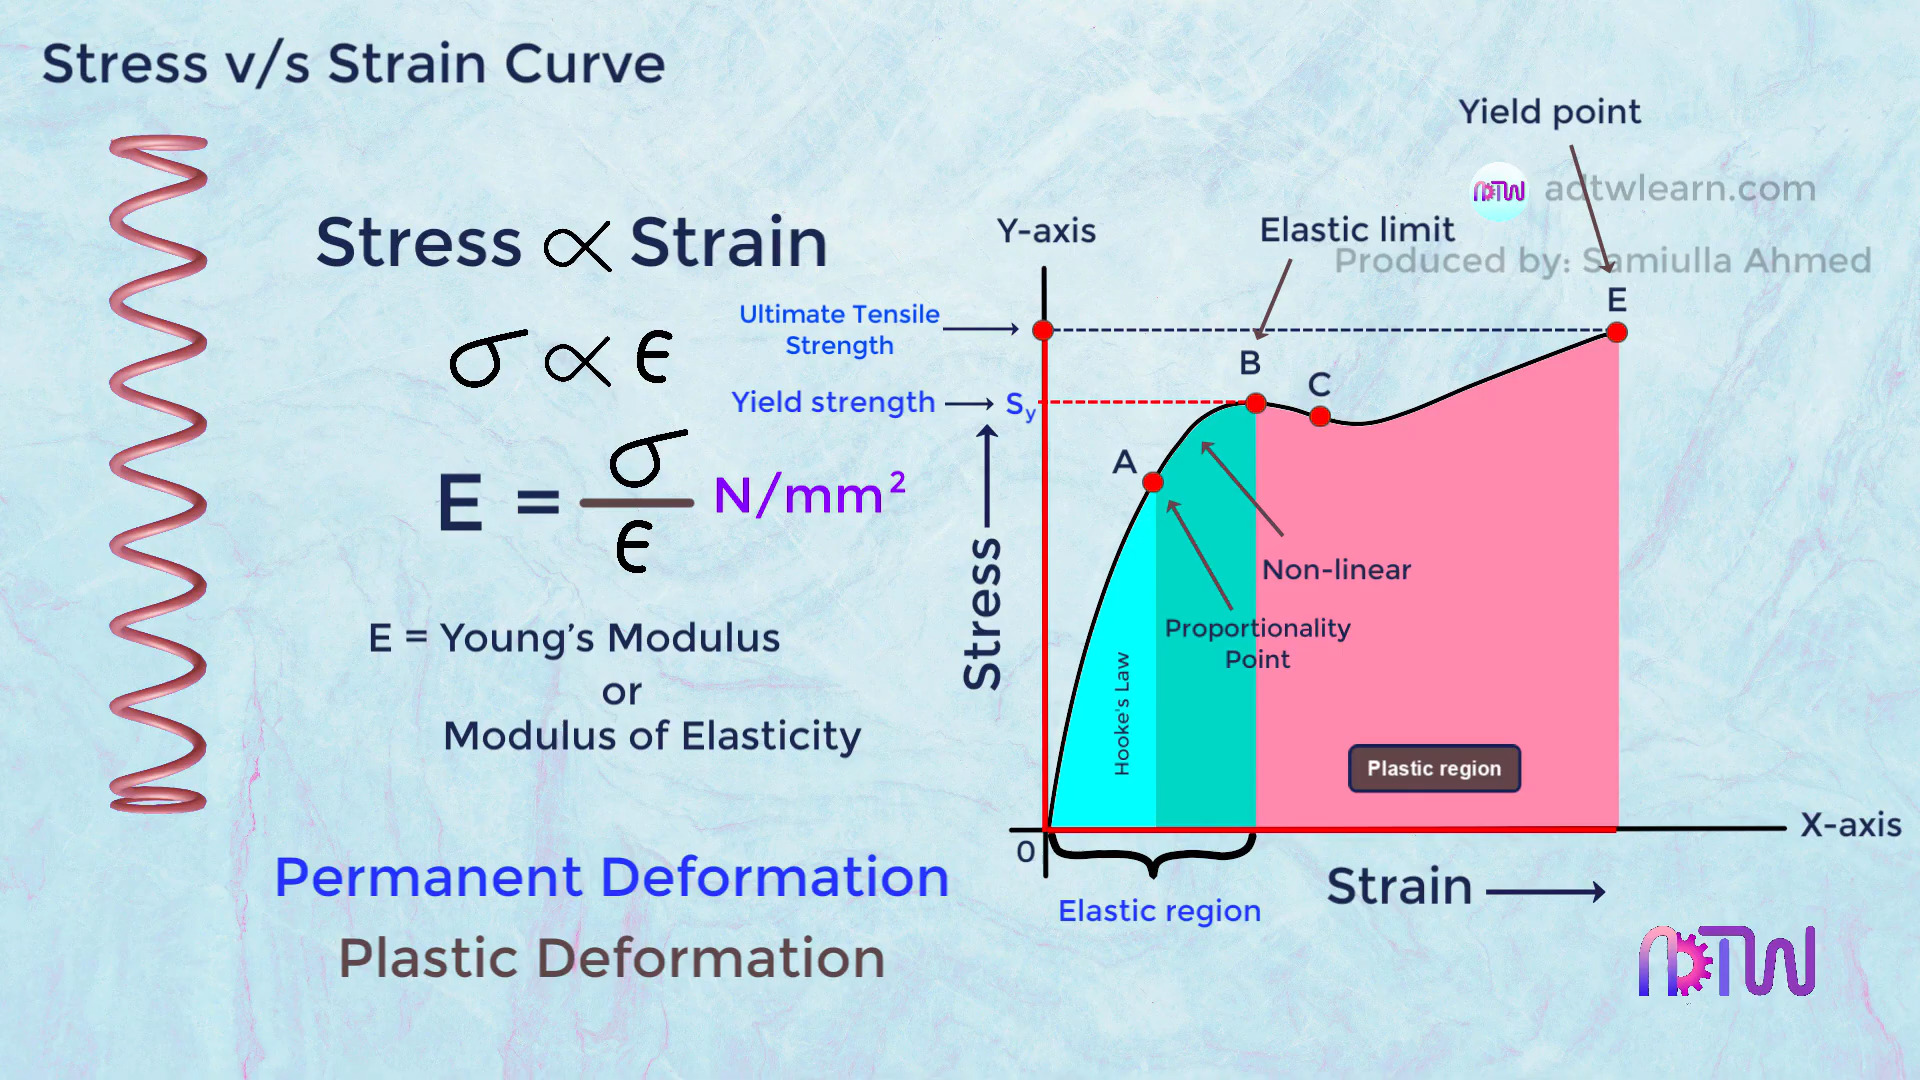 Stress v/s Strain Curve
Stress ∝ Strain
σ ∝ ϵ
E = σ / ϵ N/mm²
E = Young's Modulus
or
Modulus of Elasticity
Permanent Deformation
Plastic Deformation
Yield point
adtwlearn.com
Produced by: Samiulla Ahmed
Y-axis
Elastic limit
E
Ultimate Tensile
Strength
B
C
Yield strength
Sy
A
Stress
Non-linear
Proportionality
Point
Hooke's Law
Plastic region
X-axis
0
Strain
Elastic region
ADTW